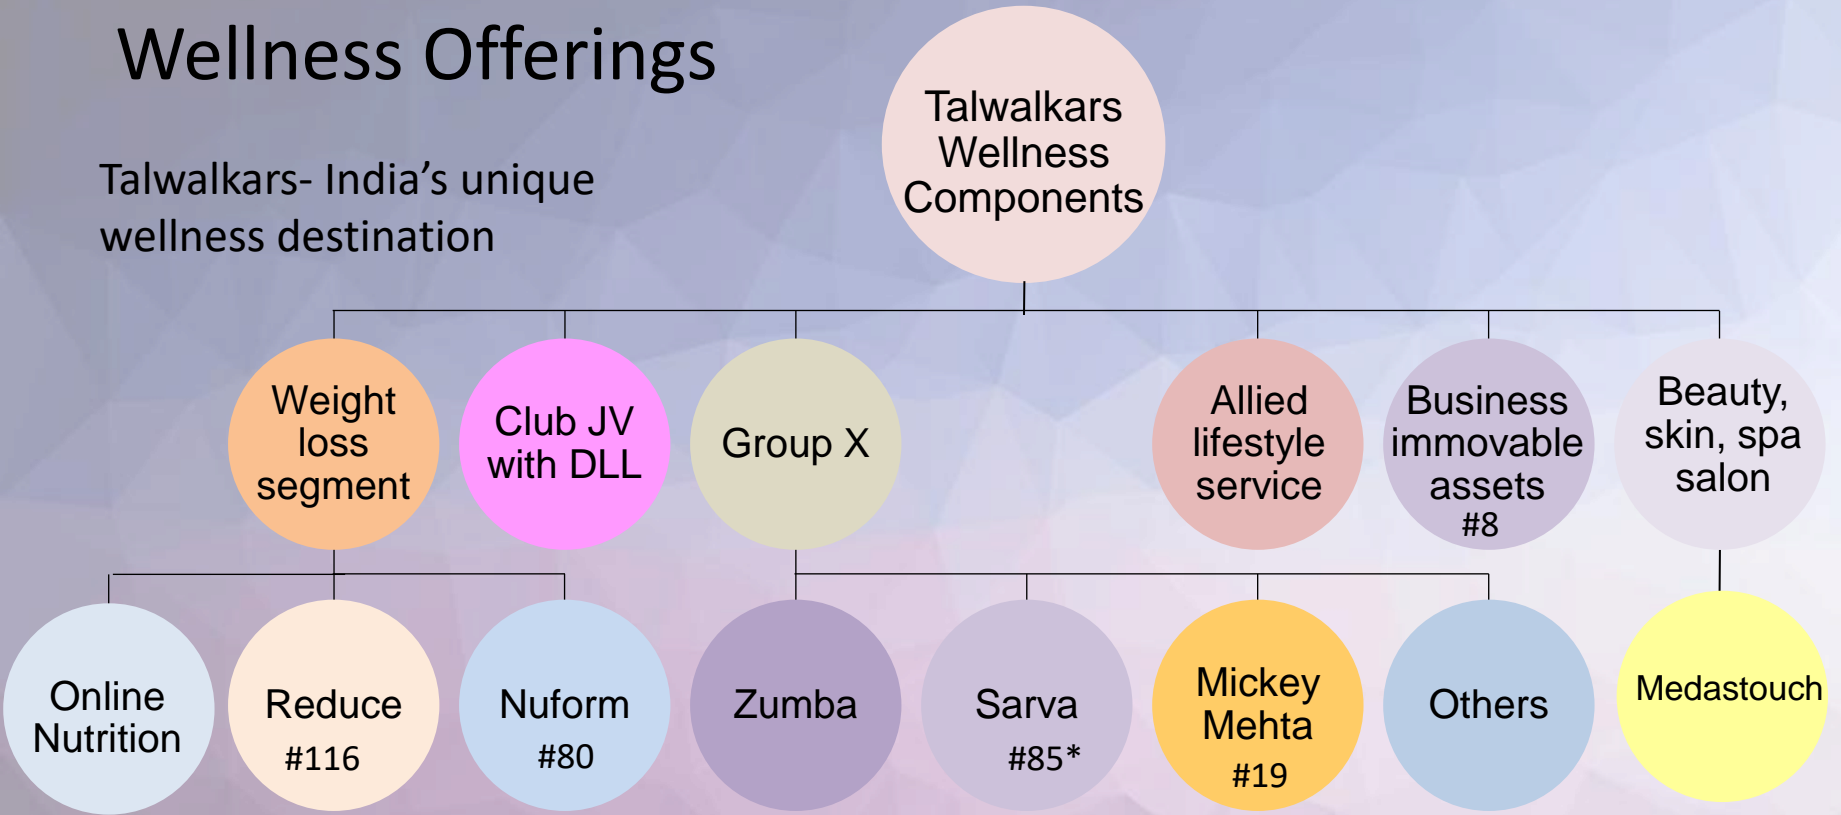 Wellness Offerings
Talwalkars- India’s unique
wellness destination
Talwalkars
Wellness
Components
Weight
loss
segment
Club JV
with DLL
Group X
Allied
lifestyle
service
Business
immovable
assets
#8
Beauty,
skin, spa
salon
Online
Nutrition
Reduce
#116
Nuform
#80
Zumba
Sarva
#85*
Mickey
Mehta
#19
Others
Medastouch